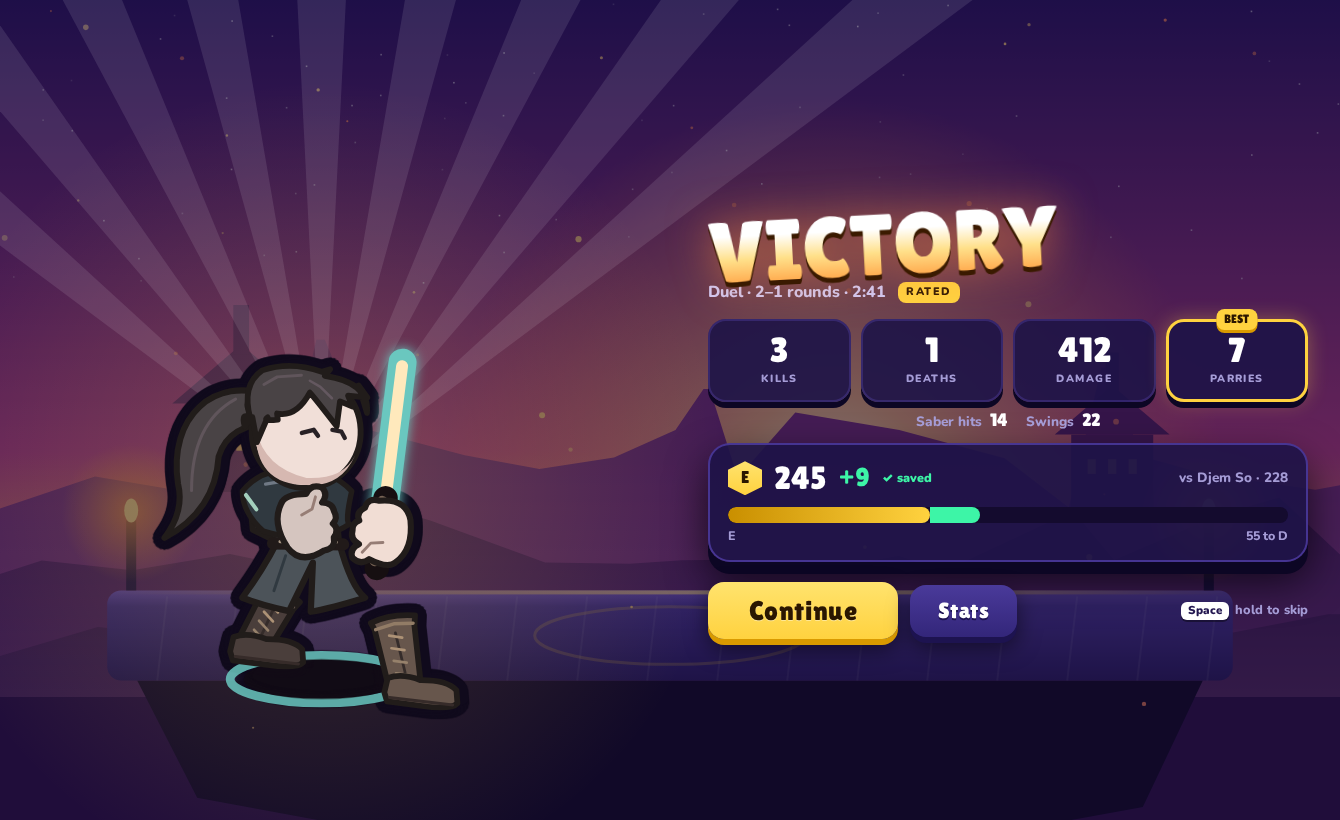 VICTORY
Duel · 2–1 rounds · 2:41 RATED
BEST
3 1 412 7
KILLS DEATHS DAMAGE PARRIES
Saber hits 14 Swings 22
E 245 +9 ✓ saved vs Djem So · 228
E 55 to D
Continue Stats Space hold to skip